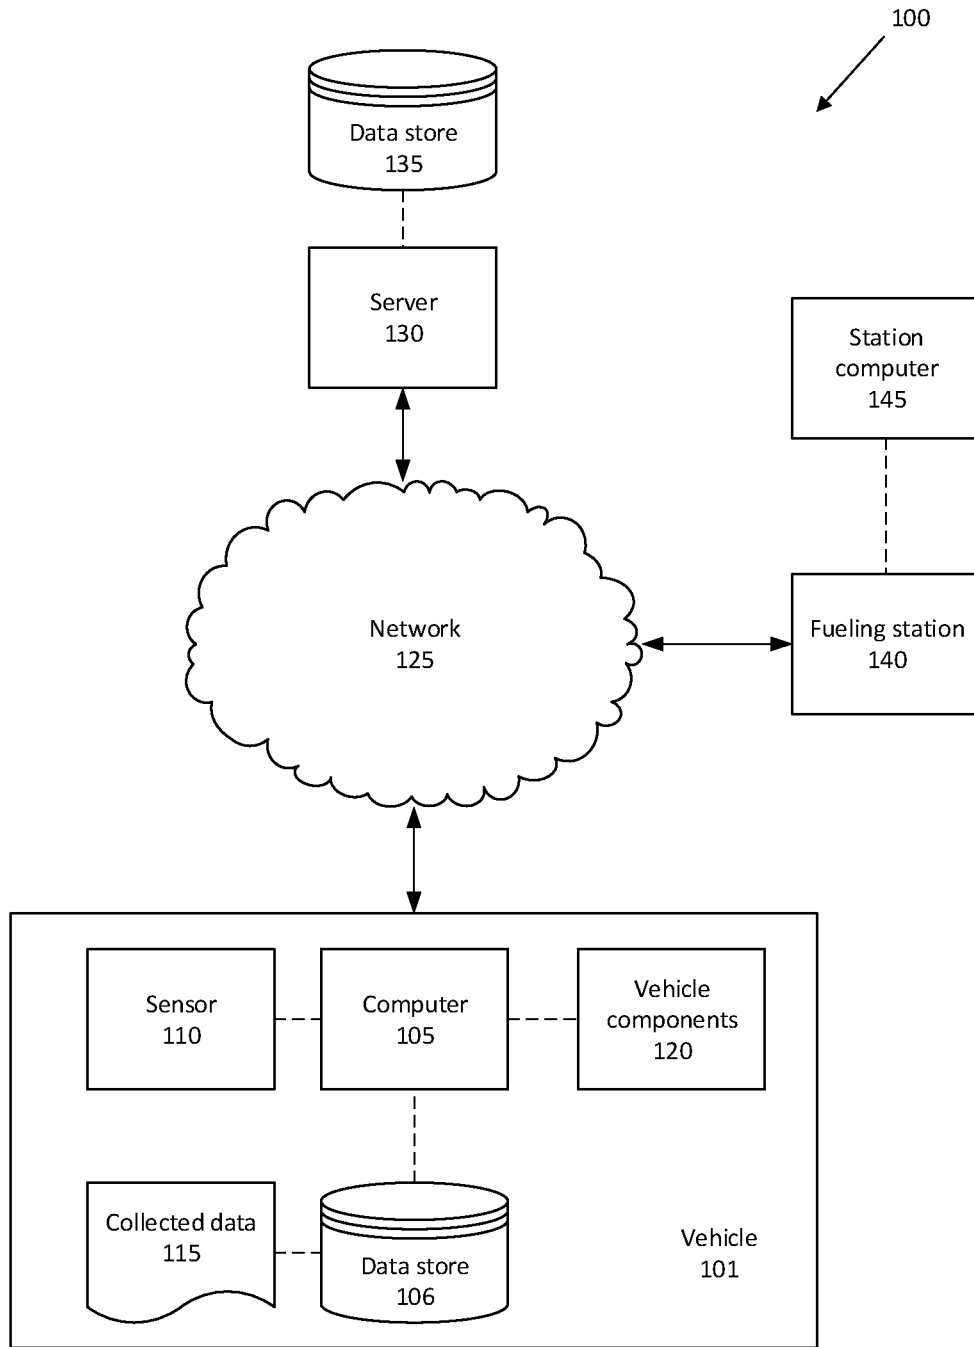 100
Data store
135
Server
130
Station
computer
145
Network
125
Fueling station
140
Sensor
110
Computer
105
Vehicle
components
120
Collected data
115
Data store
106
Vehicle
101